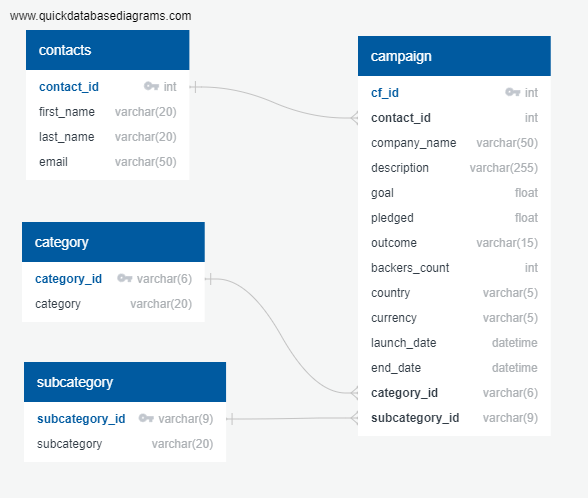 www.quickdatabasediagrams.com
contacts
contact_id int
first_name varchar(20)
last_name varchar(20)
email varchar(50)
category
category_id varchar(6)
category varchar(20)
subcategory
subcategory_id varchar(9)
subcategory varchar(20)
campaign
cf_id int
contact_id int
company_name varchar(50)
description varchar(255)
goal float
pledged float
outcome varchar(15)
backers_count int
country varchar(5)
currency varchar(5)
launch_date datetime
end_date datetime
category_id varchar(6)
subcategory_id varchar(9)